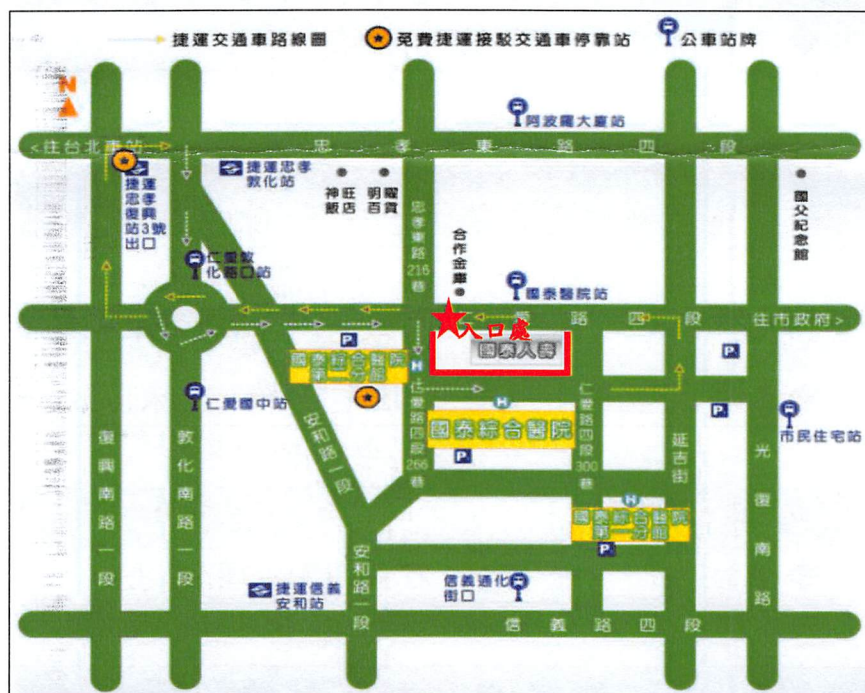 捷運交通車路線圖
免費捷運接駁交通車停靠站
公車站牌
N
阿波羅大廈站
<往台北車站
忠孝東路四段
捷運忠孝復興站3號出口
捷運忠孝
敦化站
神旺飯店
明曜百貨
忠孝東路216巷
合作金庫
國父紀念館
仁愛敦
化路口站
國泰醫院站
愛路四段
往市政府>
入口處
國泰人壽
P
國泰綜合醫院
第二分館
H
P
仁愛國中站
仁愛路四段266巷
H
國泰綜合醫院
P
仁愛路四段300巷
P
市民住宅站
復興南路一段
敦化南路一段
安和路一段
延吉街
光復南路
H
國泰綜合醫院
第一分館
P
安和路一段
捷運信義
安和站
信義通化
街口
信義路四段